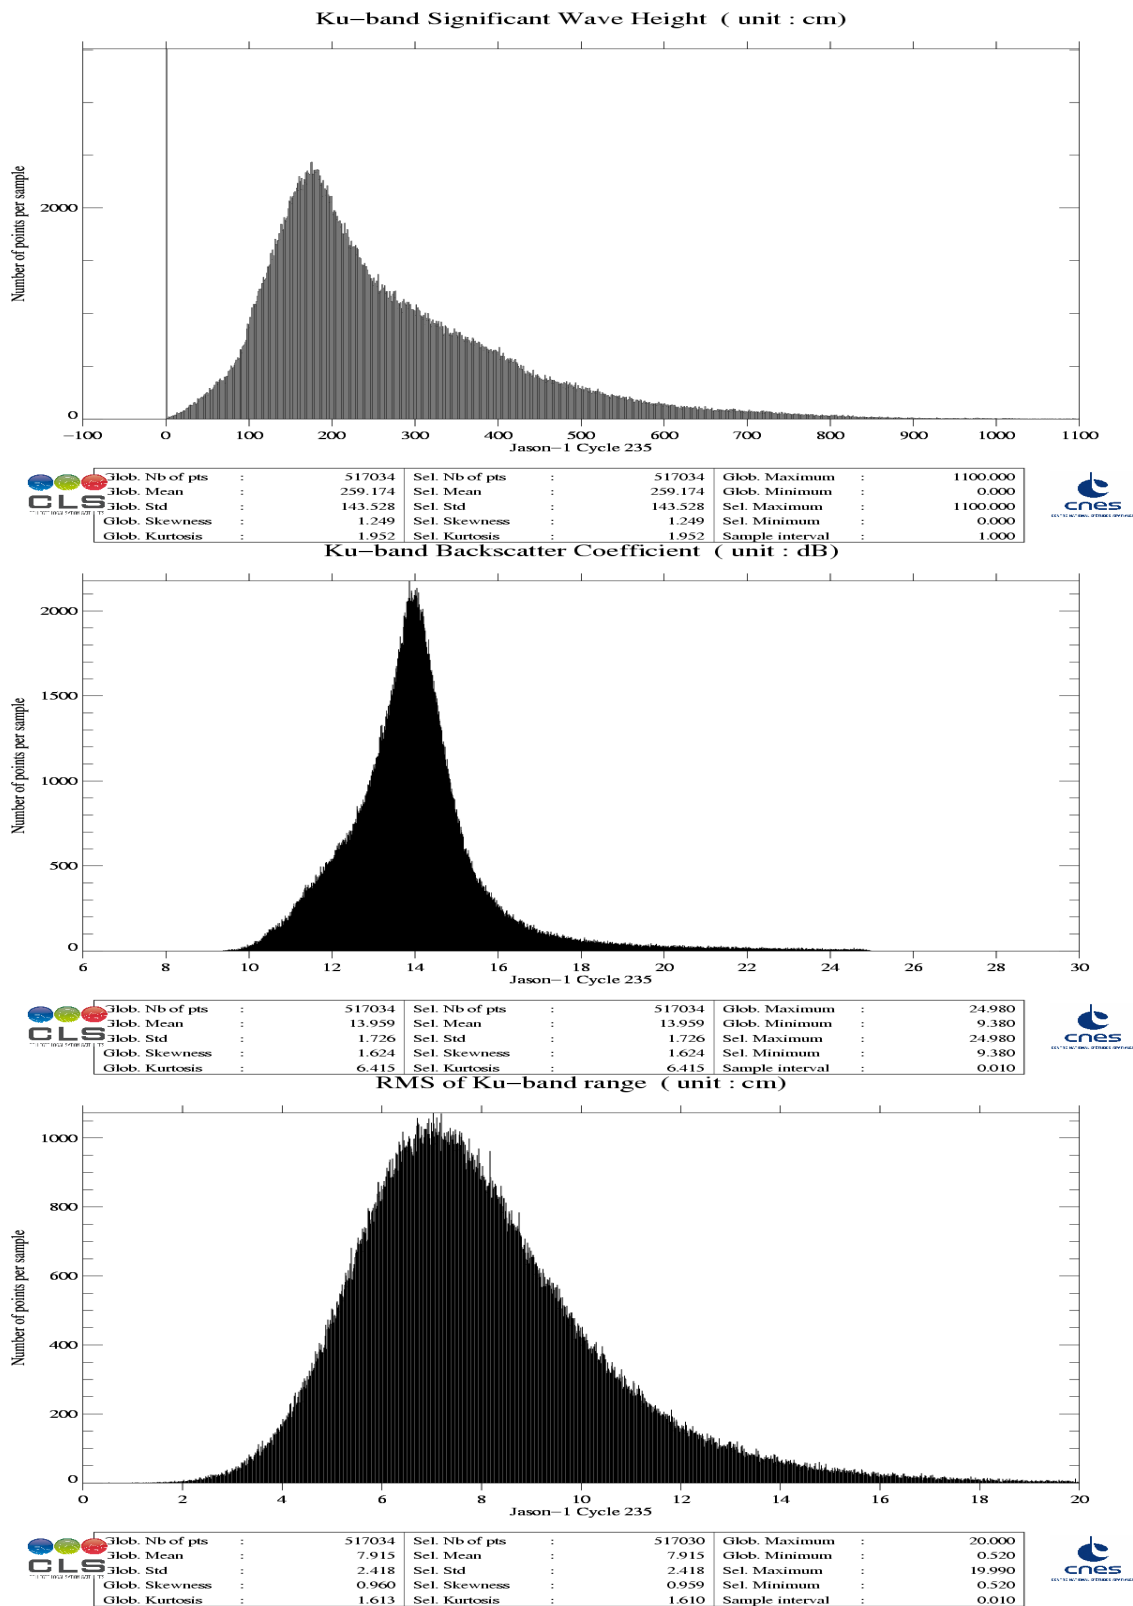 Ku−band Significant Wave Height ( unit : cm)
Number of points per sample
2000
0
−100 0 100 200 300 400 500 600 700 800 900 1000 1100
Jason−1 Cycle 235
CLS
cnes
Glob. Nb of pts : 517034 Sel. Nb of pts : 517034 Glob. Maximum : 1100.000
Glob. Mean : 259.174 Sel. Mean : 259.174 Glob. Minimum : 0.000
Glob. Std : 143.528 Sel. Std : 143.528 Sel. Maximum : 1100.000
Glob. Skewness : 1.249 Sel. Skewness : 1.249 Sel. Minimum : 0.000
Glob. Kurtosis : 1.952 Sel. Kurtosis : 1.952 Sample interval : 1.000
Ku−band Backscatter Coefficient ( unit : dB)
Number of points per sample
2000
1500
1000
500
0
6 8 10 12 14 16 18 20 22 24 26 28 30
Jason−1 Cycle 235
CLS
cnes
Glob. Nb of pts : 517034 Sel. Nb of pts : 517034 Glob. Maximum : 24.980
Glob. Mean : 13.959 Sel. Mean : 13.959 Glob. Minimum : 9.380
Glob. Std : 1.726 Sel. Std : 1.726 Sel. Maximum : 24.980
Glob. Skewness : 1.624 Sel. Skewness : 1.624 Sel. Minimum : 9.380
Glob. Kurtosis : 6.415 Sel. Kurtosis : 6.415 Sample interval : 0.010
RMS of Ku−band range ( unit : cm)
Number of points per sample
1000
800
600
400
200
0
0 2 4 6 8 10 12 14 16 18 20
Jason−1 Cycle 235
CLS
cnes
Glob. Nb of pts : 517034 Sel. Nb of pts : 517030 Glob. Maximum : 20.000
Glob. Mean : 7.915 Sel. Mean : 7.915 Glob. Minimum : 0.520
Glob. Std : 2.418 Sel. Std : 2.418 Sel. Maximum : 19.990
Glob. Skewness : 0.960 Sel. Skewness : 0.959 Sel. Minimum : 0.520
Glob. Kurtosis : 1.613 Sel. Kurtosis : 1.610 Sample interval : 0.010